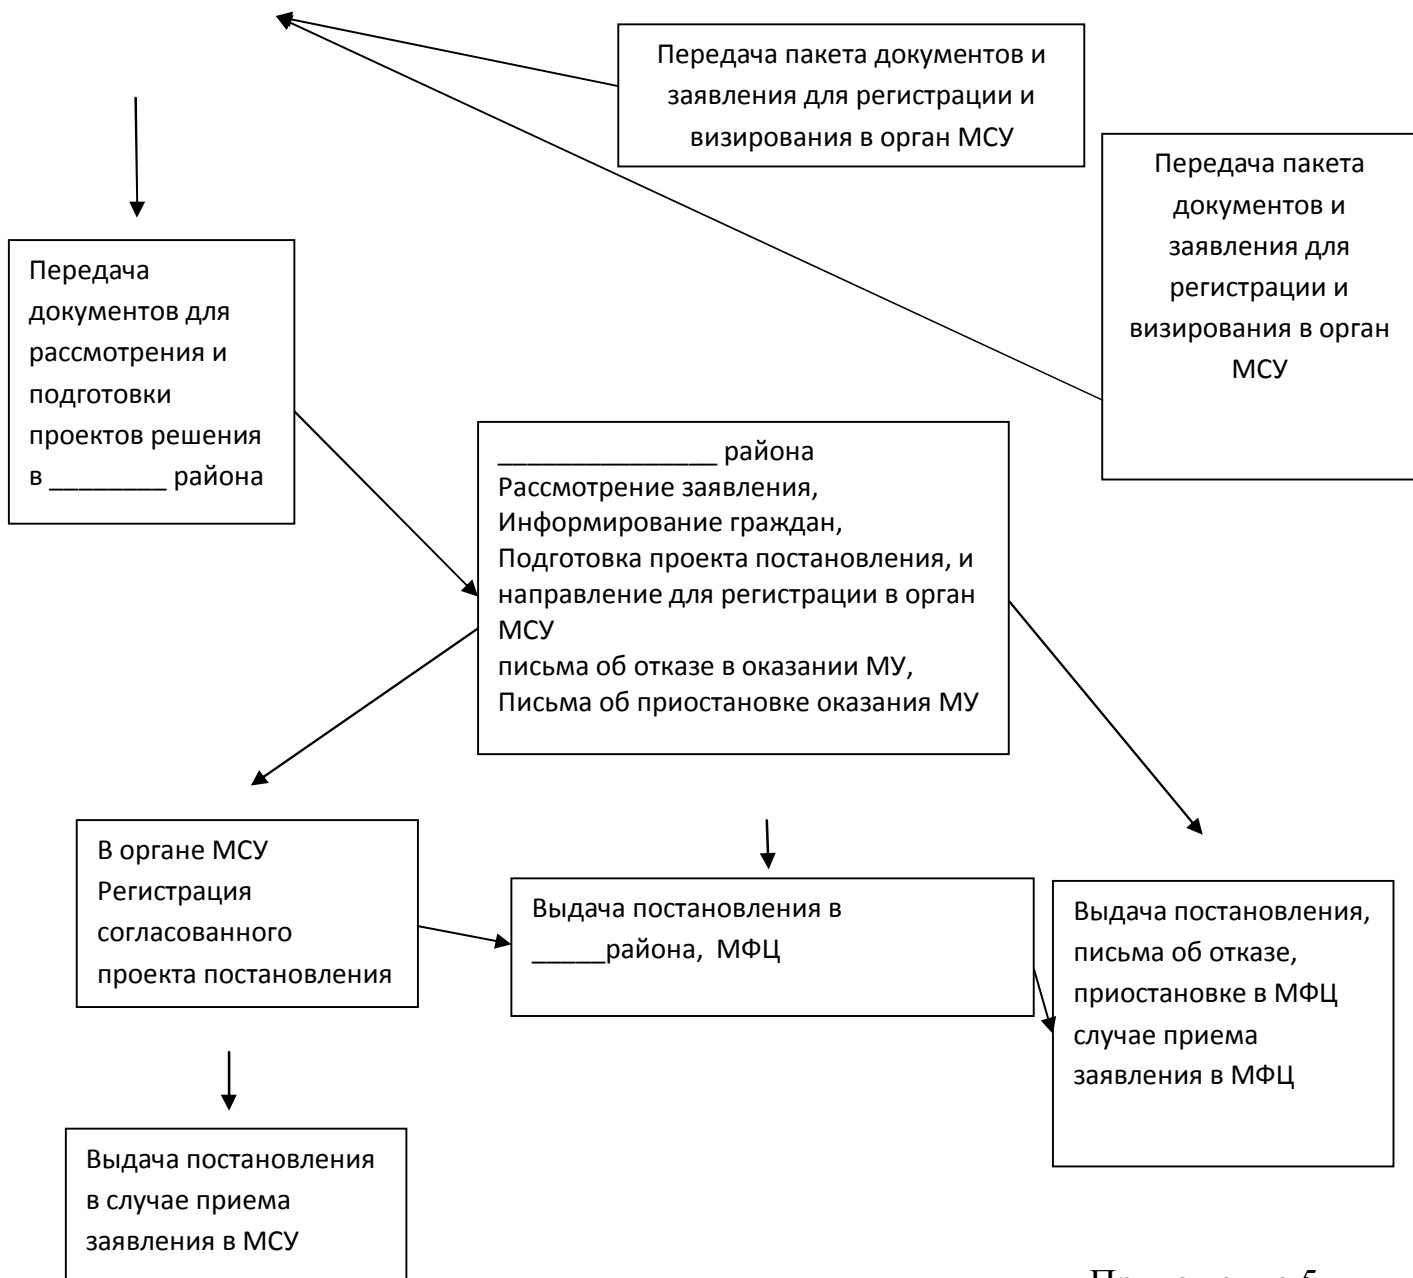 Передача пакета документов и
заявления для регистрации и
визирования в орган МСУ
Передача пакета
документов и
заявления для
регистрации и
визирования в орган
МСУ
Передача
документов для
рассмотрения и
подготовки
проектов решения
в ________ района
_______________ района
Рассмотрение заявления,
Информирование граждан,
Подготовка проекта постановления, и
направление для регистрации в орган
МСУ
письма об отказе в оказании МУ,
Письма об приостановке оказания МУ
В органе МСУ
Регистрация
согласованного
проекта постановления
Выдача постановления в
_____района, МФЦ
Выдача постановления,
письма об отказе,
приостановке в МФЦ
случае приема
заявления в МФЦ
Выдача постановления
в случае приема
заявления в МСУ
Приложение 5